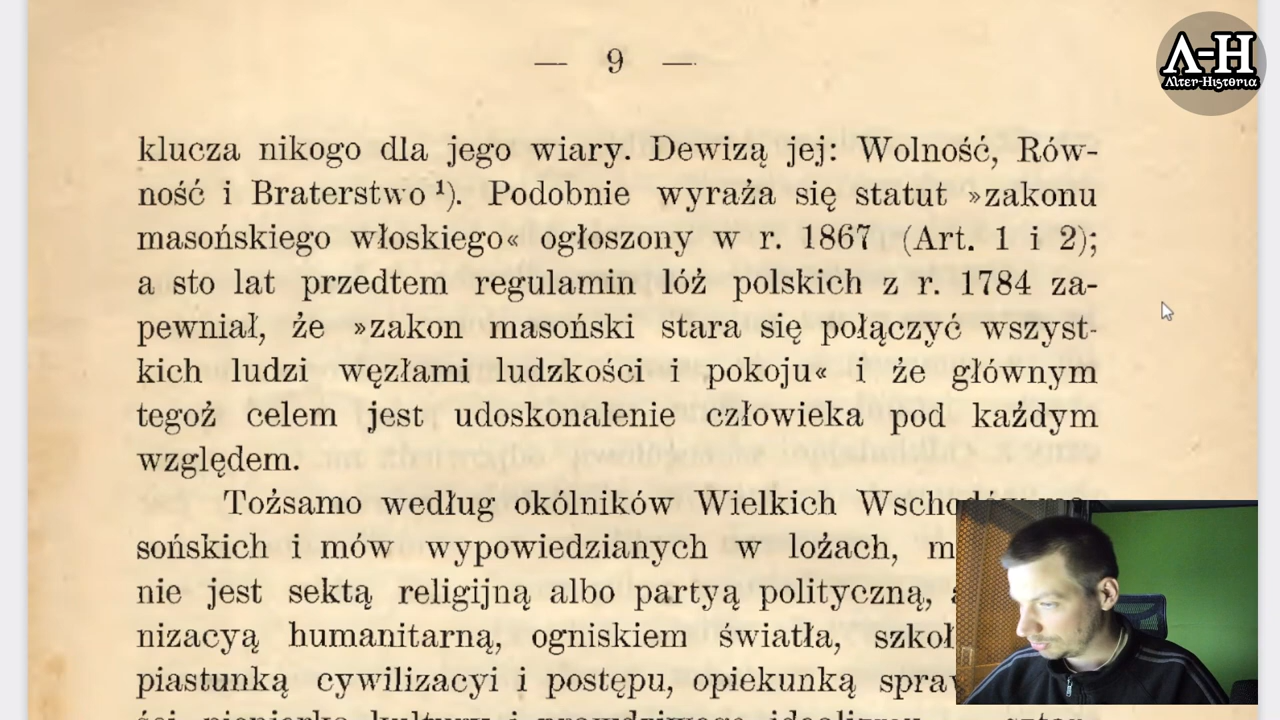 — 9 —
Λ-H
Alter-Historia
klucza nikogo dla jego wiary. Dewizą jej: Wolność, Rów-
ność i Braterstwo ¹). Podobnie wyraża się statut »zakonu
masońskiego włoskiego« ogłoszony w r. 1867 (Art. 1 i 2);
a sto lat przedtem regulamin lóż polskich z r. 1784 za-
pewniał, że »zakon masoński stara się połączyć wszyst-
kich ludzi węzłami ludzkości i pokoju« i że głównym
tegoż celem jest udoskonalenie człowieka pod każdym
względem.
Tożsamo według okólników Wielkich
sońskich i mów wypowiedzianych w lożach,
nie jest sektą religijną albo partyą polityczną,
nizacyą humanitarną, ogniskiem światła,
piastunką cywilizacyi i postępu, opiekunką